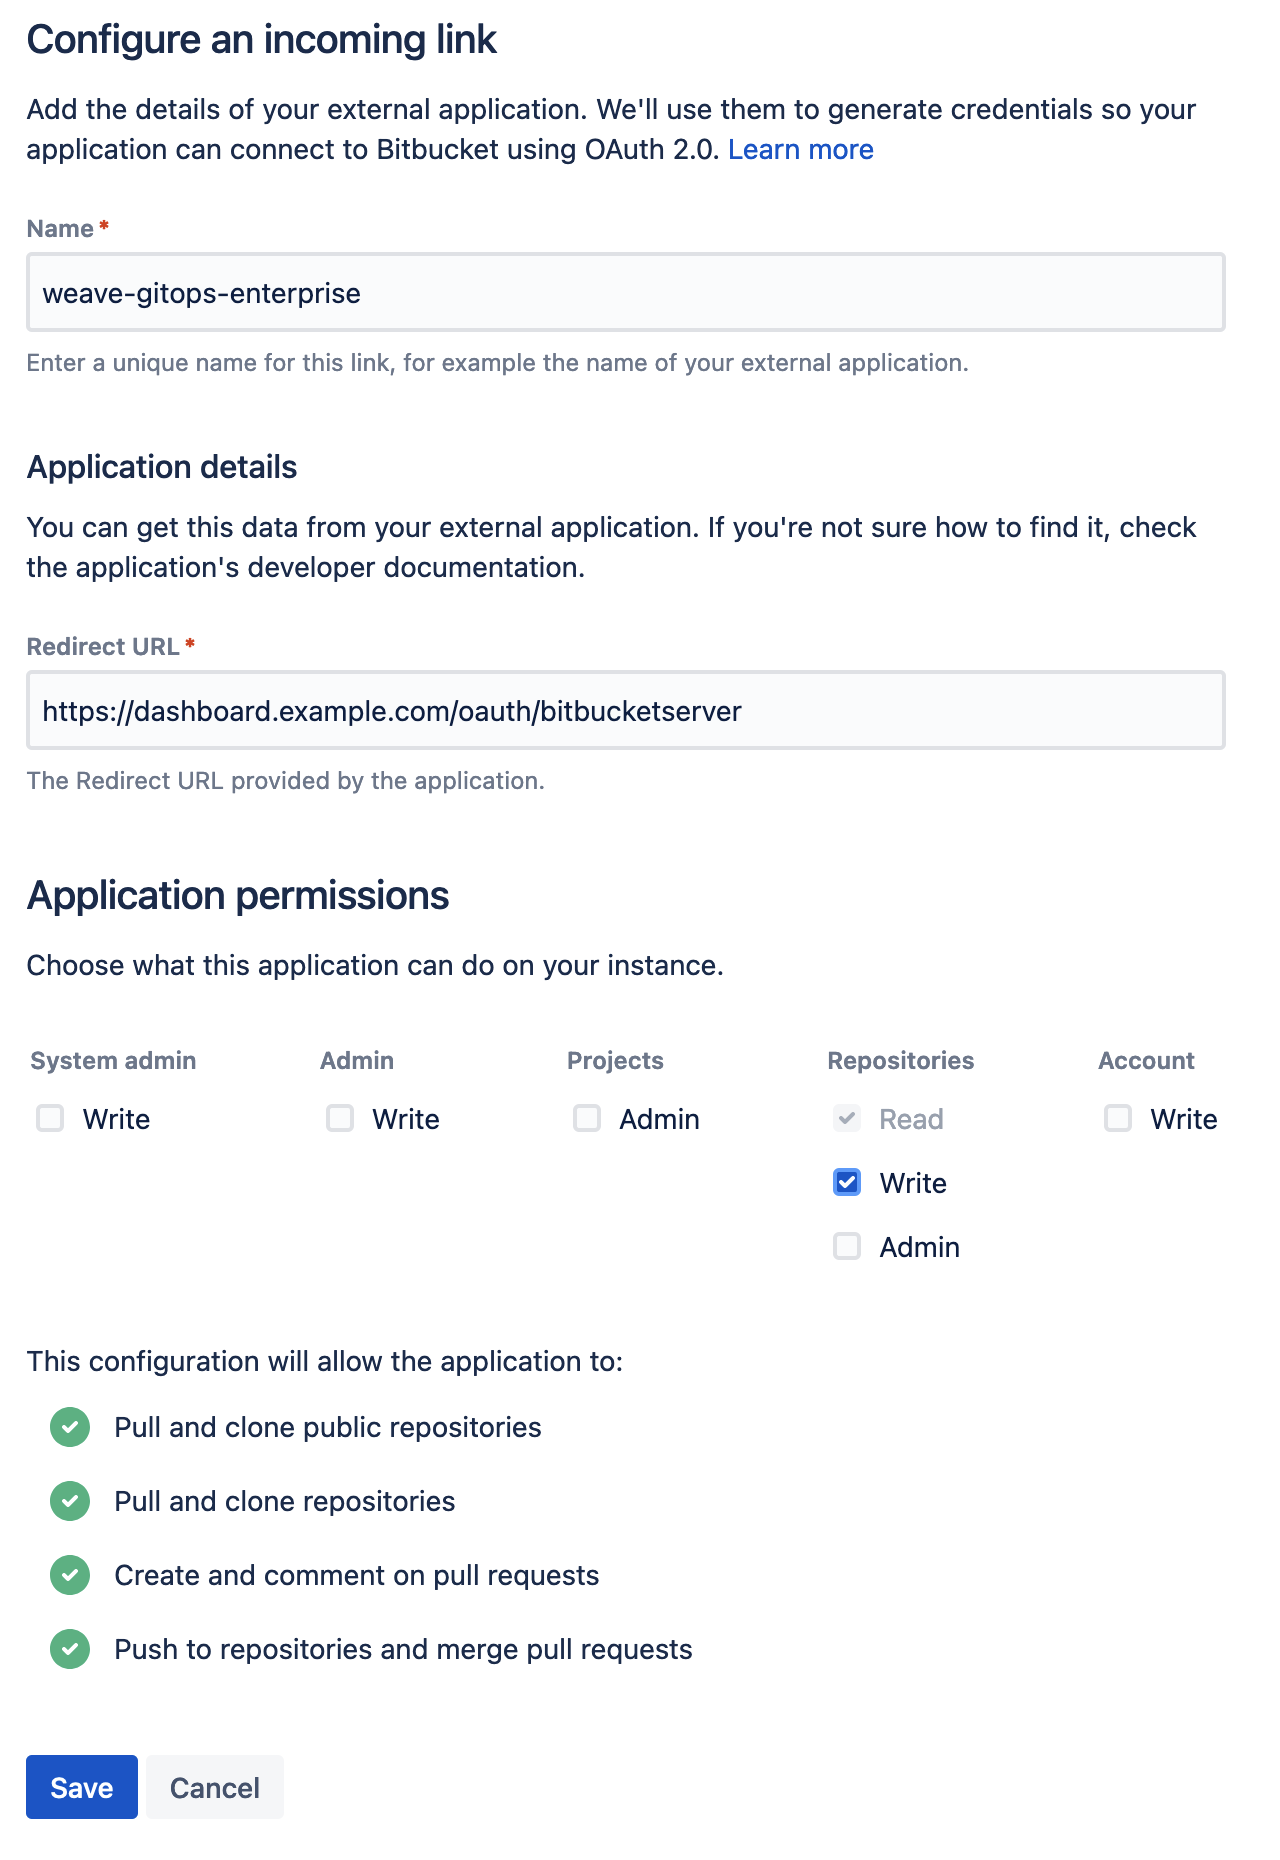 Configure an incoming link
Add the details of your external application. We'll use them to generate credentials so your
application can connect to Bitbucket using OAuth 2.0. Learn more
Name *
weave-gitops-enterprise
Enter a unique name for this link, for example the name of your external application.
Application details
You can get this data from your external application. If you're not sure how to find it, check
the application's developer documentation.
Redirect URL *
https://dashboard.example.com/oauth/bitbucketserver
The Redirect URL provided by the application.
Application permissions
Choose what this application can do on your instance.
System admin Admin Projects Repositories Account
Write Write Admin Read Write
Write
Admin
This configuration will allow the application to:
Pull and clone public repositories
Pull and clone repositories
Create and comment on pull requests
Push to repositories and merge pull requests
Save Cancel